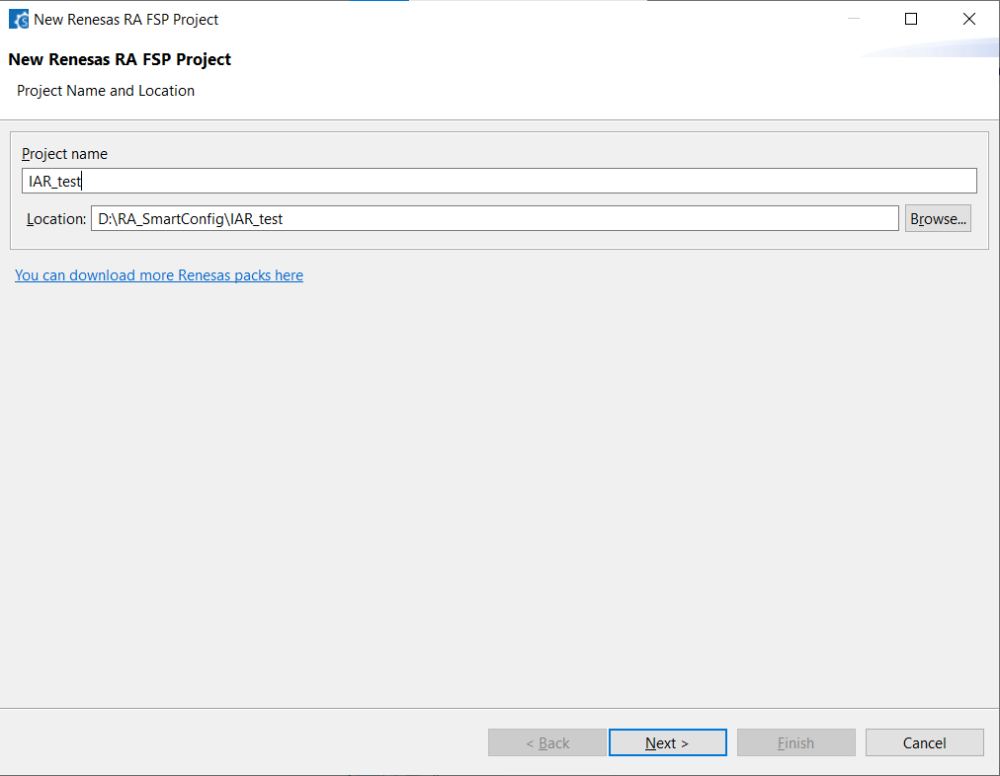 New Renesas RA FSP Project
New Renesas RA FSP Project
Project Name and Location
Project name
IAR_test
Location: D:\RA_SmartConfig\IAR_test Browse...
You can download more Renesas packs here
< Back Next > Finish Cancel